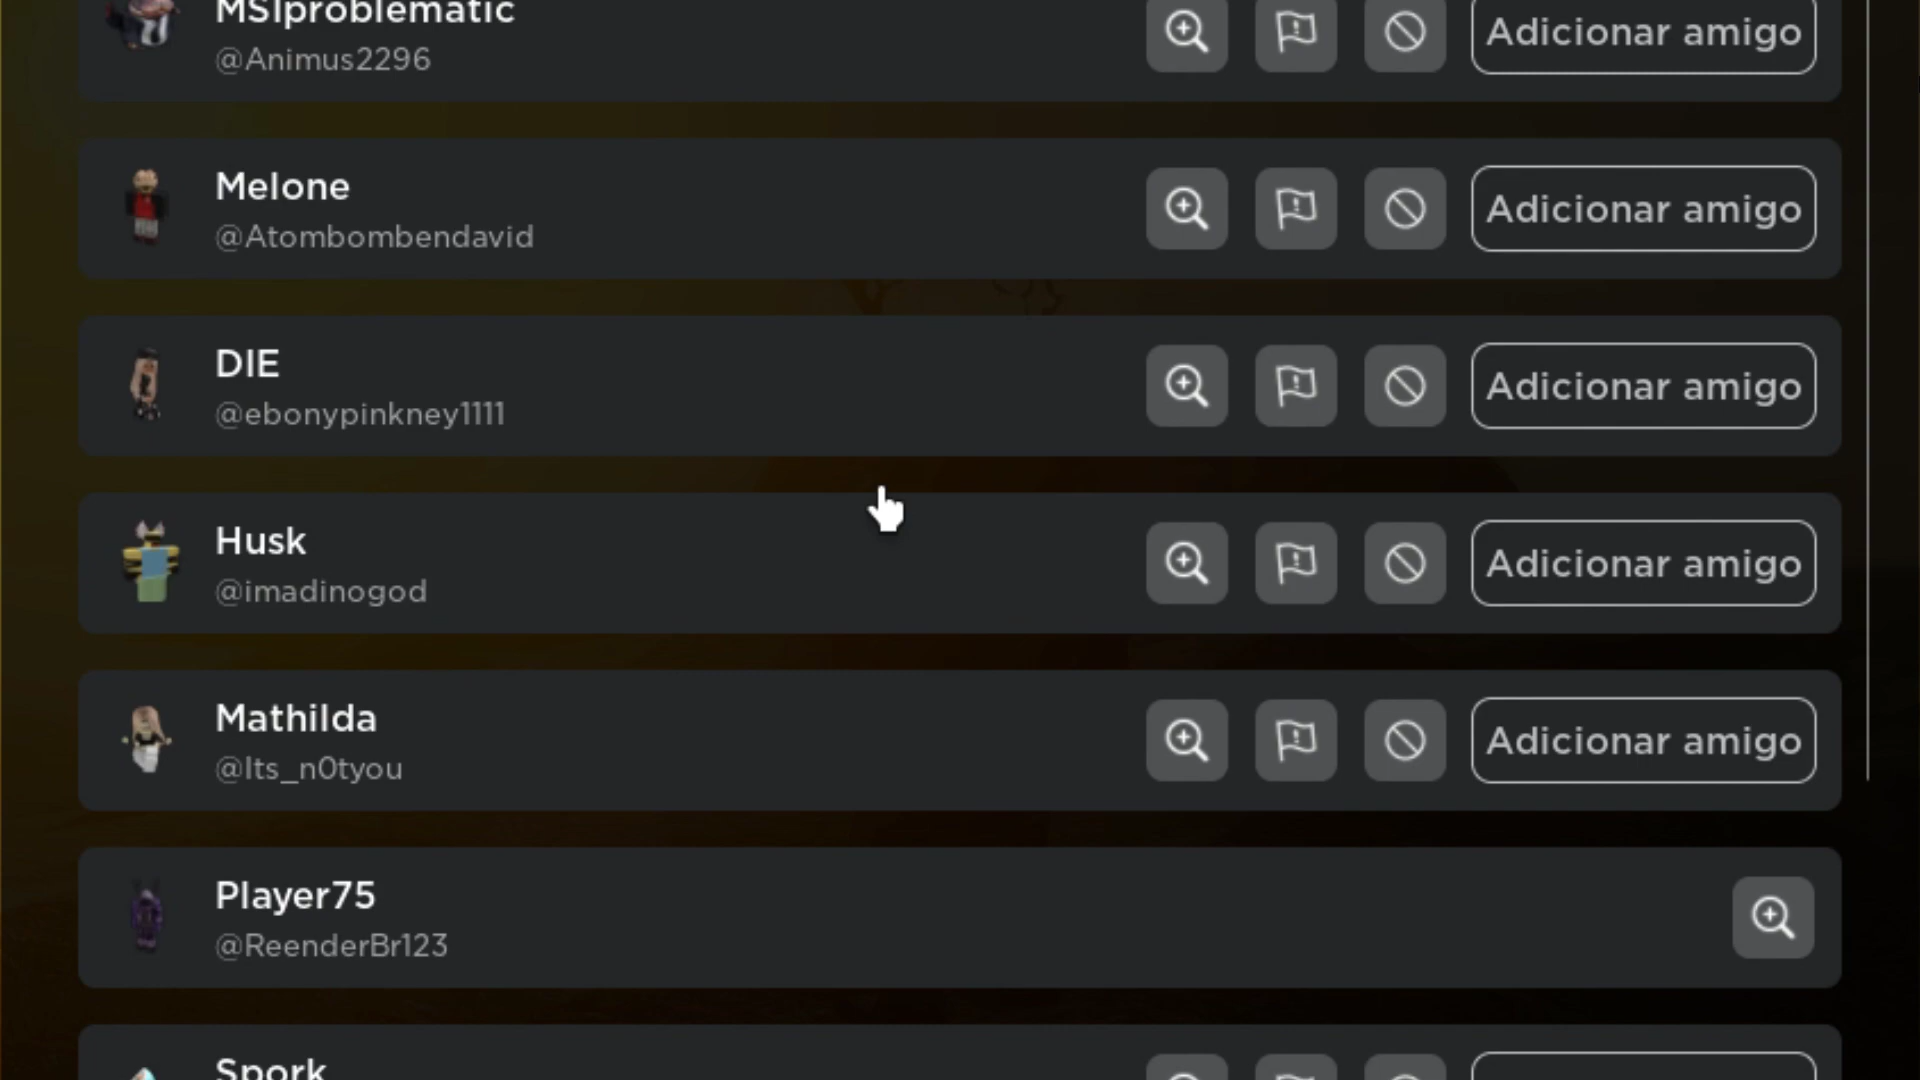 MSIproblematic
@Animus2296
Adicionar amigo
Melone
@Atombombendavid
Adicionar amigo
DIE
@ebonypinkney1111
Adicionar amigo
Husk
@imadinogod
Adicionar amigo
Mathilda
@Its_n0tyou
Adicionar amigo
Player75
@ReenderBr123
Spork